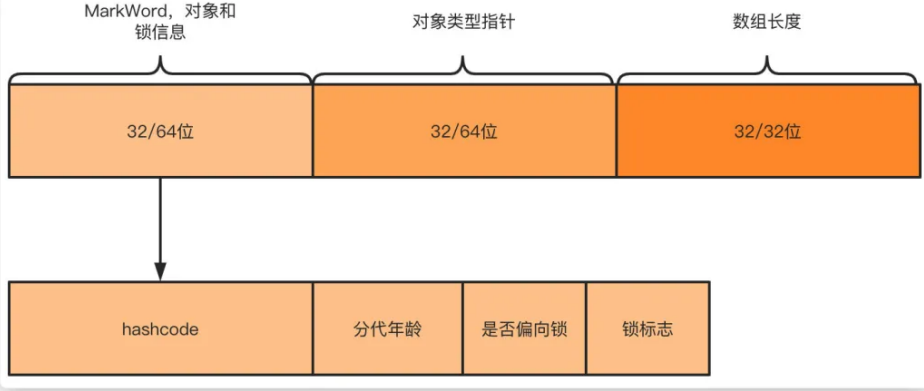 MarkWord，对象和
锁信息
对象类型指针
数组长度
32/64位
32/64位
32/32位
hashcode
分代年龄
是否偏向锁
锁标志